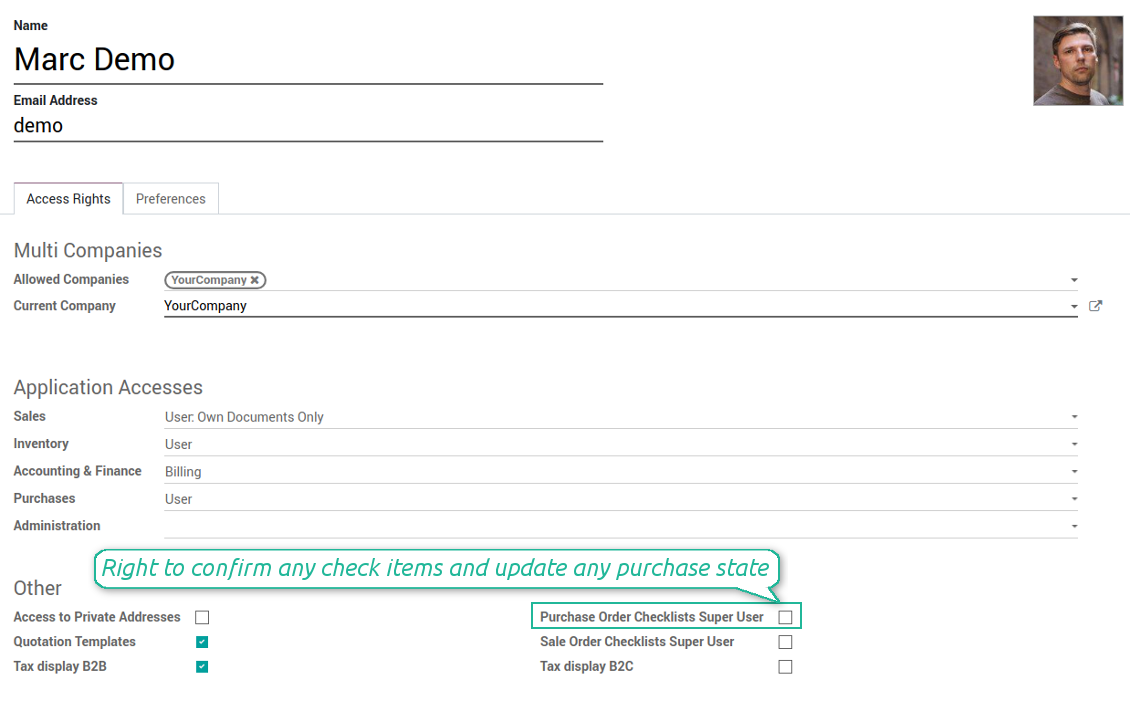 Name
Marc Demo
Email Address
demo
Access Rights Preferences
Multi Companies
Allowed Companies YourCompany ✖
Current Company YourCompany
Application Accesses
Sales User: Own Documents Only
Inventory User
Accounting & Finance Billing
Purchases User
Administration
Right to confirm any check items and update any purchase state
Other
Access to Private Addresses Purchase Order Checklists Super User
Quotation Templates Sale Order Checklists Super User
Tax display B2B Tax display B2C